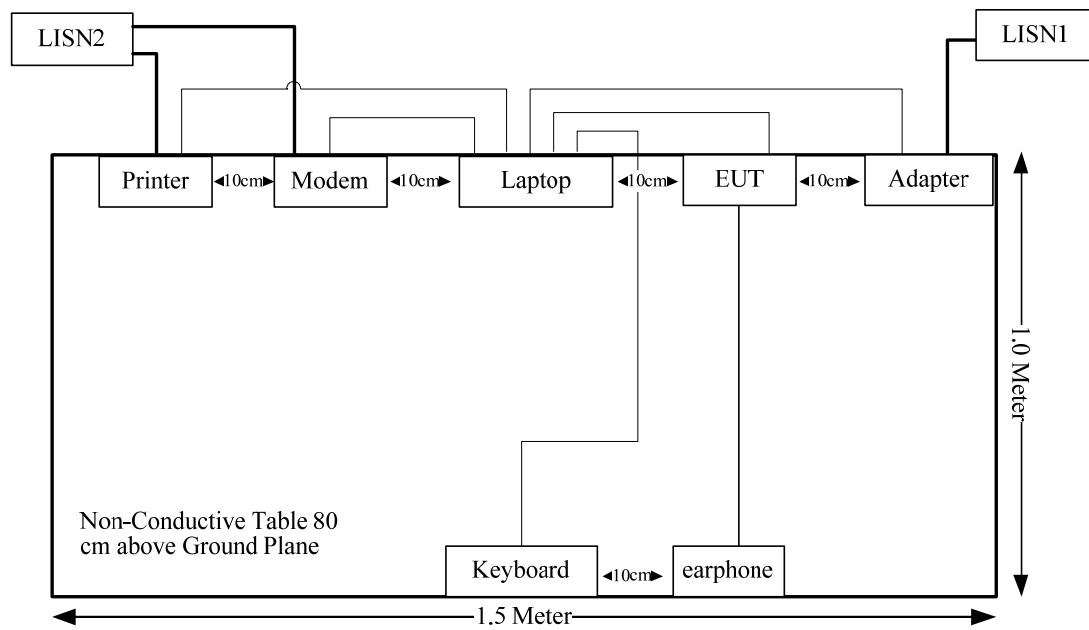 LISN2
LISN1
Printer
10cm
Modem
10cm
Laptop
10cm
EUT
10cm
Adapter
1.0 Meter
Non-Conductive Table 80
cm above Ground Plane
Keyboard
10cm
earphone
1.5 Meter